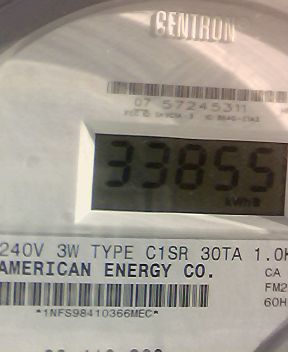 CENTRON
07 57245311
33855
kWh
240V 3W TYPE C1SR 30TA 1.0K
AMERICAN ENERGY CO.
CA
FM2
60H
*1NFS98410366MEC*